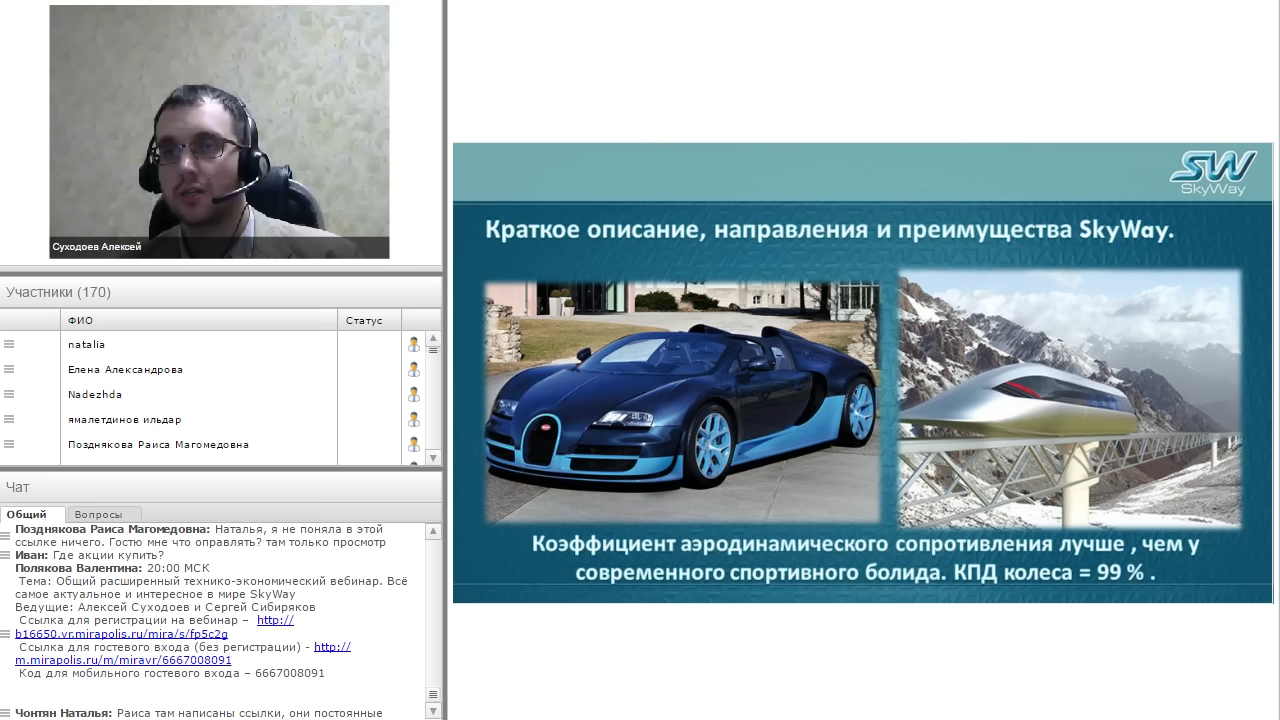 Суходоев Алексей
Участники (170)
ФИО Статус
natalia
Елена Александрова
Nadezhda
ямалетдинов ильдар
Позднякова Раиса Магомедовна
Чат
Общий Вопросы
Позднякова Раиса Магомедовна: Наталья, я не поняла в этой
ссылке ничего. Гостю мне что оправлять? там только просмотр
Иван: Где акции купить?
Полякова Валентина: 20:00 МСК
Тема: Общий расширенный технико-экономический вебинар. Всё
самое актуальное и интересное в мире SkyWay
Ведущие: Алексей Суходоев и Сергей Сибиряков
Ссылка для регистрации на вебинар – http://
b16650.vr.mirapolis.ru/mira/s/fp5c2g
Ссылка для гостевого входа (без регистрации) - http://
m.mirapolis.ru/m/miravr/6667008091
Код для мобильного гостевого входа – 6667008091
Чонтян Наталья: Раиса там написаны ссылки, они постоянные
SW
SkyWay
Краткое описание, направления и преимущества SkyWay.
Коэффициент аэродинамического сопротивления лучше , чем у
современного спортивного болида. КПД колеса = 99 % .